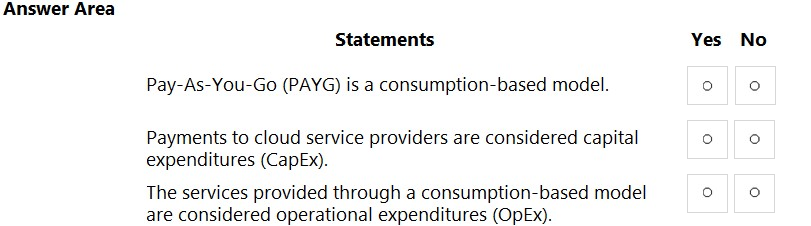 Answer Area
Statements Yes No
Pay-As-You-Go (PAYG) is a consumption-based model.
Payments to cloud service providers are considered capital
expenditures (CapEx).
The services provided through a consumption-based model
are considered operational expenditures (OpEx).